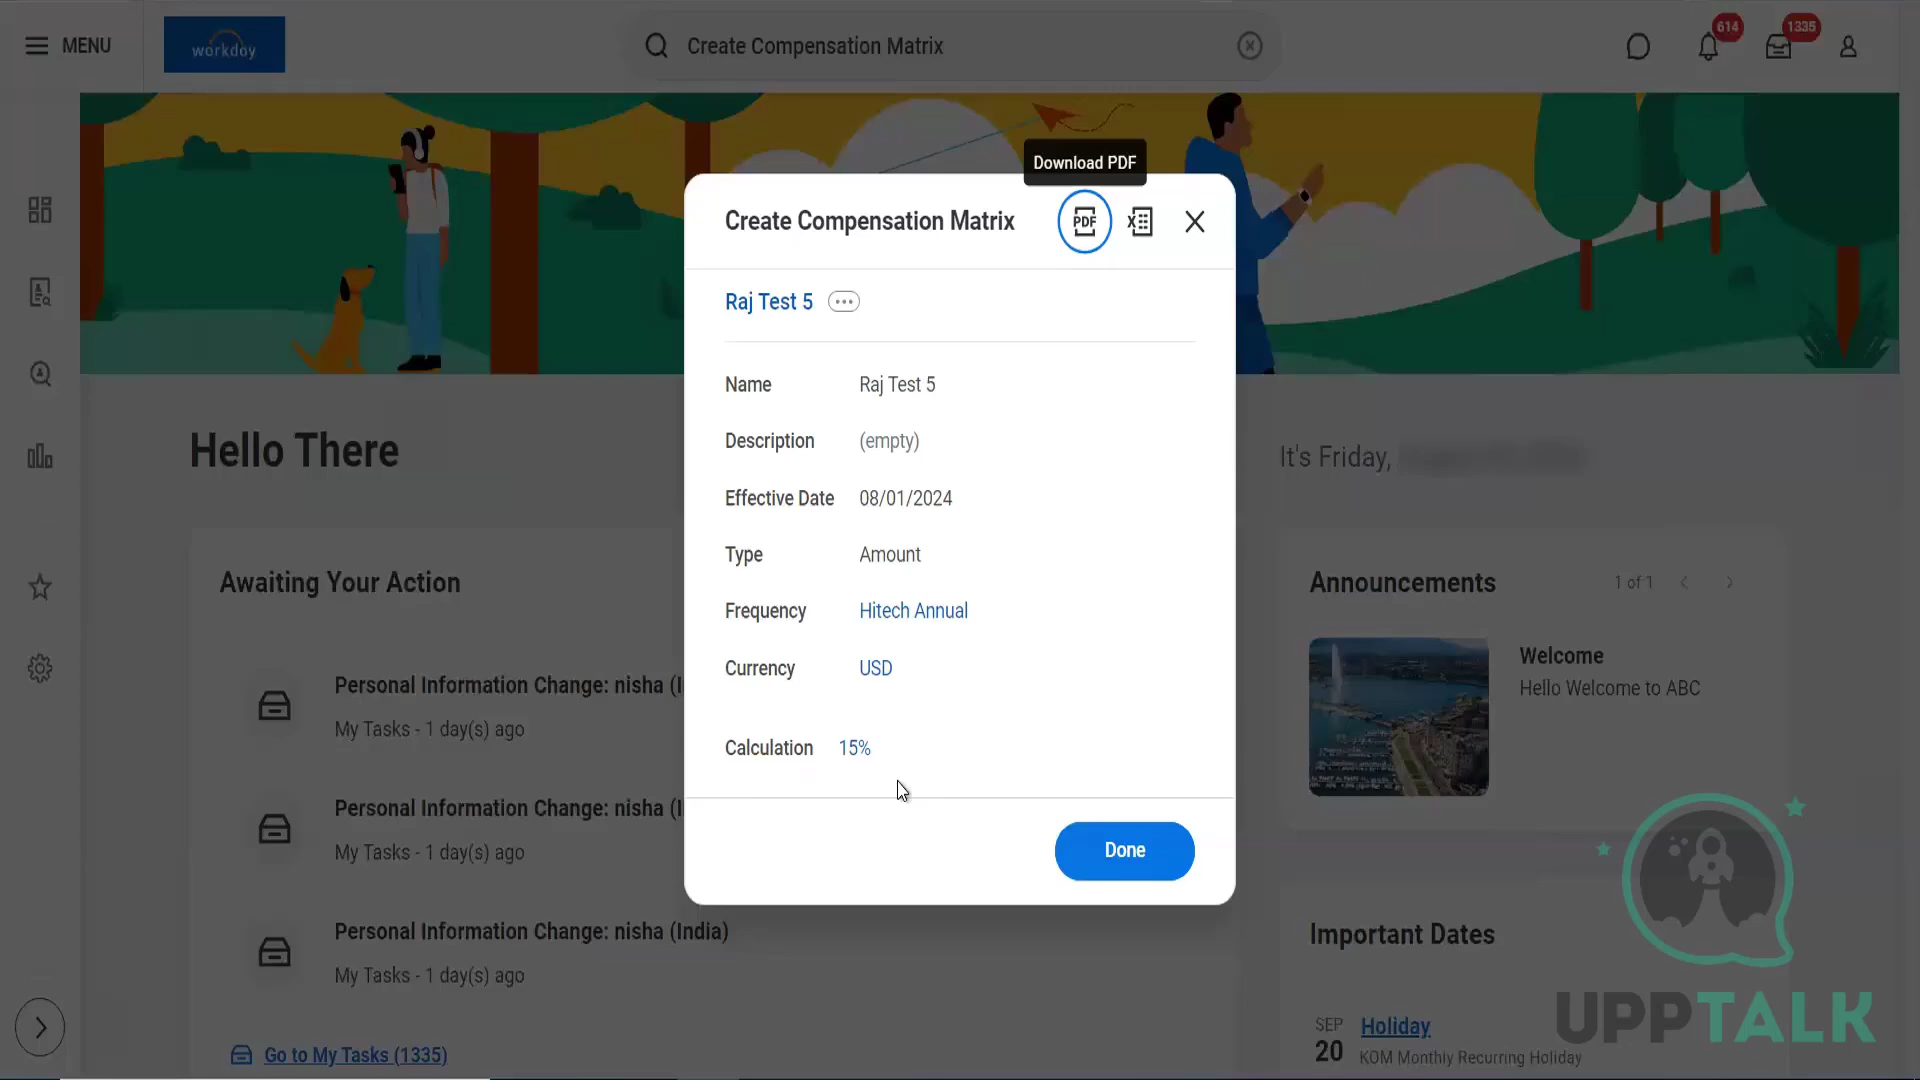 MENU
workday
Create Compensation Matrix
614
1335
Download PDF
Create Compensation Matrix
PDF
X
Raj Test 5
Name Raj Test 5
Description (empty)
Effective Date 08/01/2024
Type Amount
Frequency Hitech Annual
Currency USD
Calculation 15%
Done
Hello There
It's Friday,
Awaiting Your Action
Personal Information Change: nisha (I
My Tasks - 1 day(s) ago
Personal Information Change: nisha (I
My Tasks - 1 day(s) ago
Personal Information Change: nisha (India)
My Tasks - 1 day(s) ago
Go to My Tasks (1335)
Announcements 1 of 1
Welcome
Hello Welcome to ABC
Important Dates
SEP
20
Holiday
KOM Monthly Recurring Holiday
UPPTALK